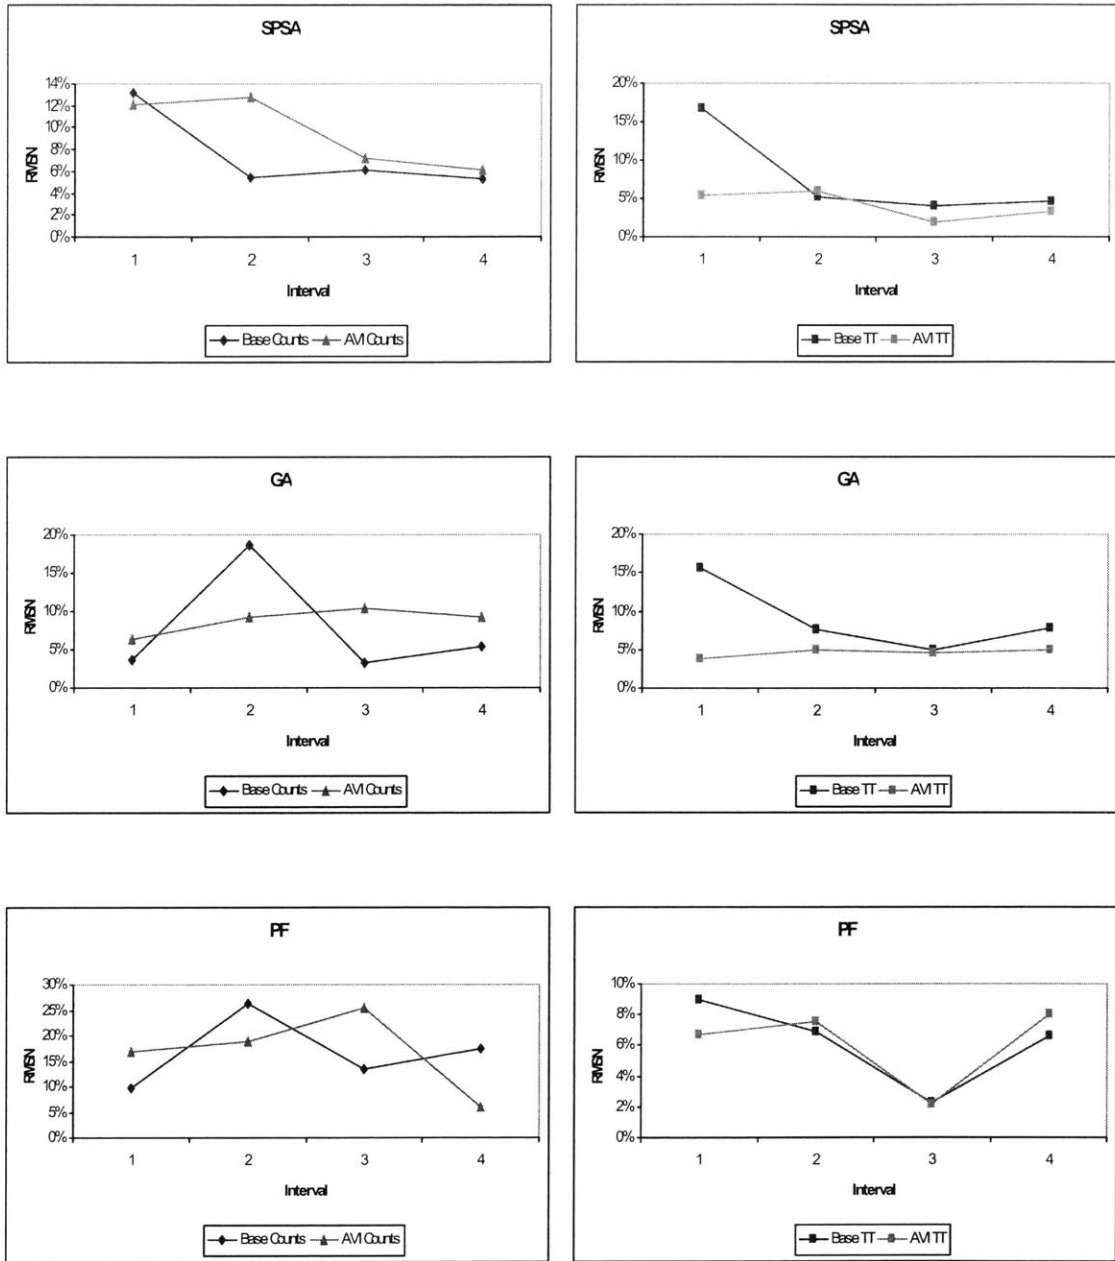 SPSA
14%
12%
10%
8%
6%
4%
2%
0%
RMSN
1 2 3 4
Interval
Base Counts AVI Counts
SPSA
20%
15%
10%
5%
0%
RMSN
1 2 3 4
Interval
Base TT AVI TT
GA
20%
15%
10%
5%
0%
RMSN
1 2 3 4
Interval
Base Counts AVI Counts
GA
20%
15%
10%
5%
0%
RMSN
1 2 3 4
Interval
Base TT AVI TT
PF
30%
25%
20%
15%
10%
5%
0%
RMSN
1 2 3 4
Interval
Base Counts AVI Counts
PF
10%
8%
6%
4%
2%
0%
RMSN
1 2 3 4
Interval
Base TT AVI TT